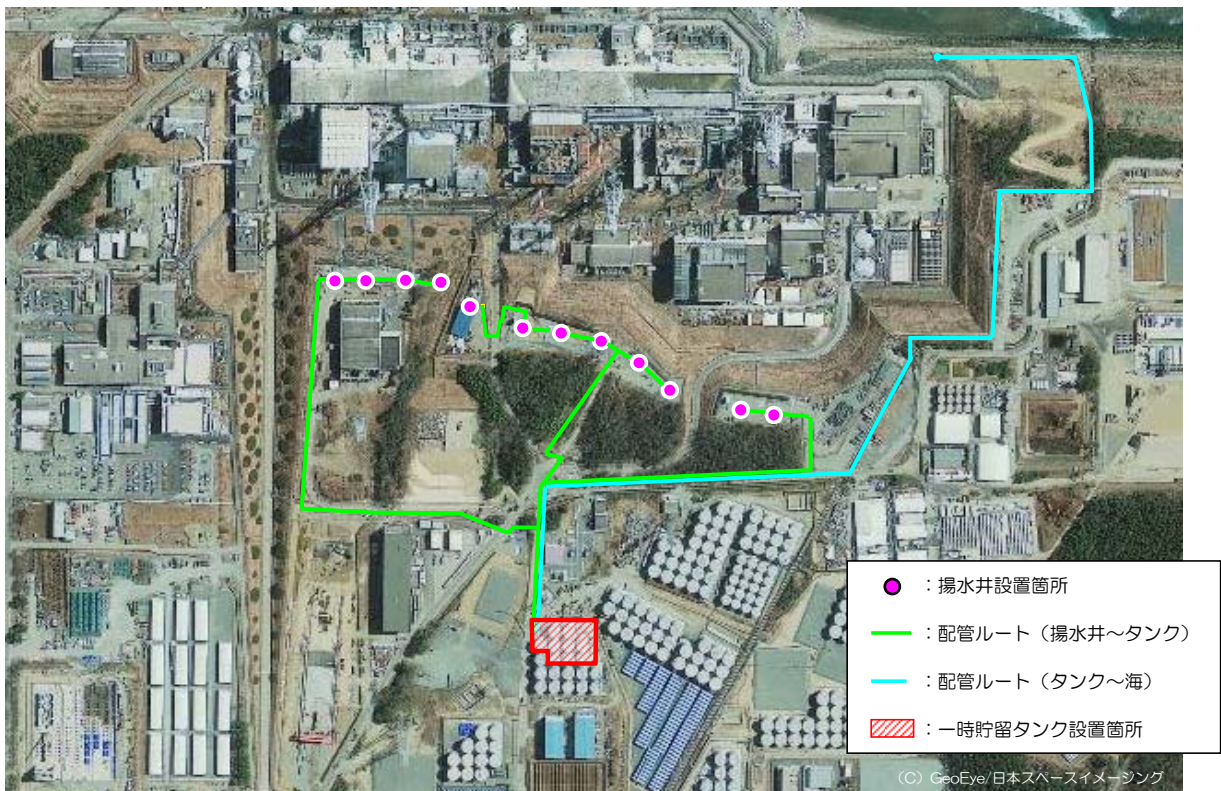 ：揚水井設置箇所
：配管ルート（揚水井～タンク）
：配管ルート（タンク～海）
：一時貯留タンク設置箇所
（C）GeoEye/日本スペースイメージング